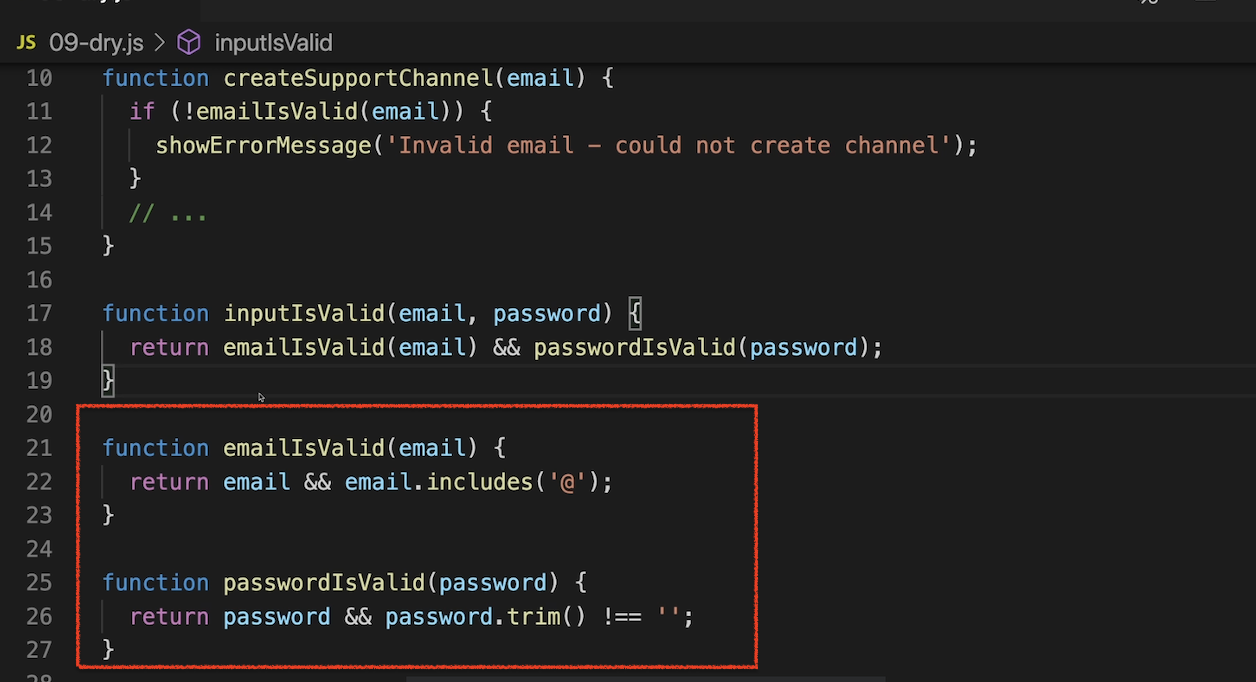 JS 09-dry.js > inputIsValid
10 function createSupportChannel(email) {
11   if (!emailIsValid(email)) {
12     showErrorMessage('Invalid email – could not create channel');
13   }
14   // ...
15 }
16
17 function inputIsValid(email, password) {
18   return emailIsValid(email) && passwordIsValid(password);
19 }
20
21 function emailIsValid(email) {
22   return email && email.includes('@');
23 }
24
25 function passwordIsValid(password) {
26   return password && password.trim() !== '';
27 }
28